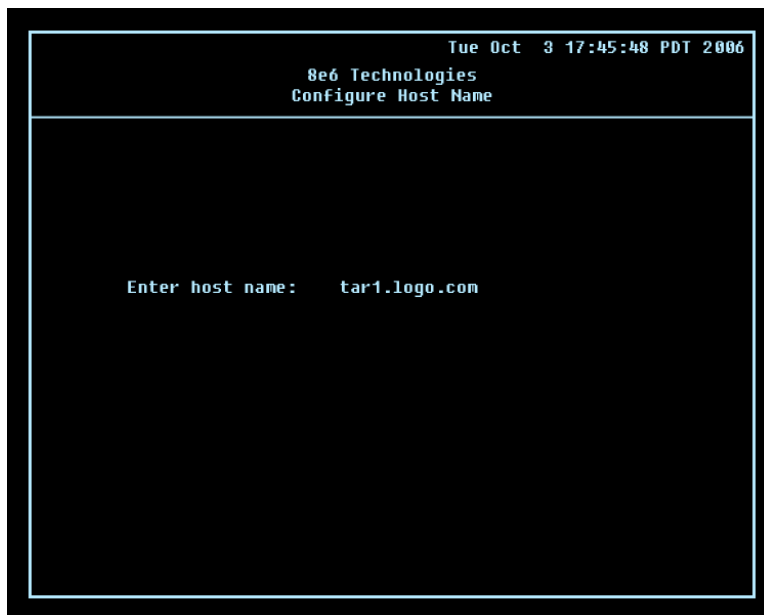 Tue Oct  3 17:45:48 PDT 2006
8e6 Technologies
Configure Host Name
Enter host name:    tar1.logo.com